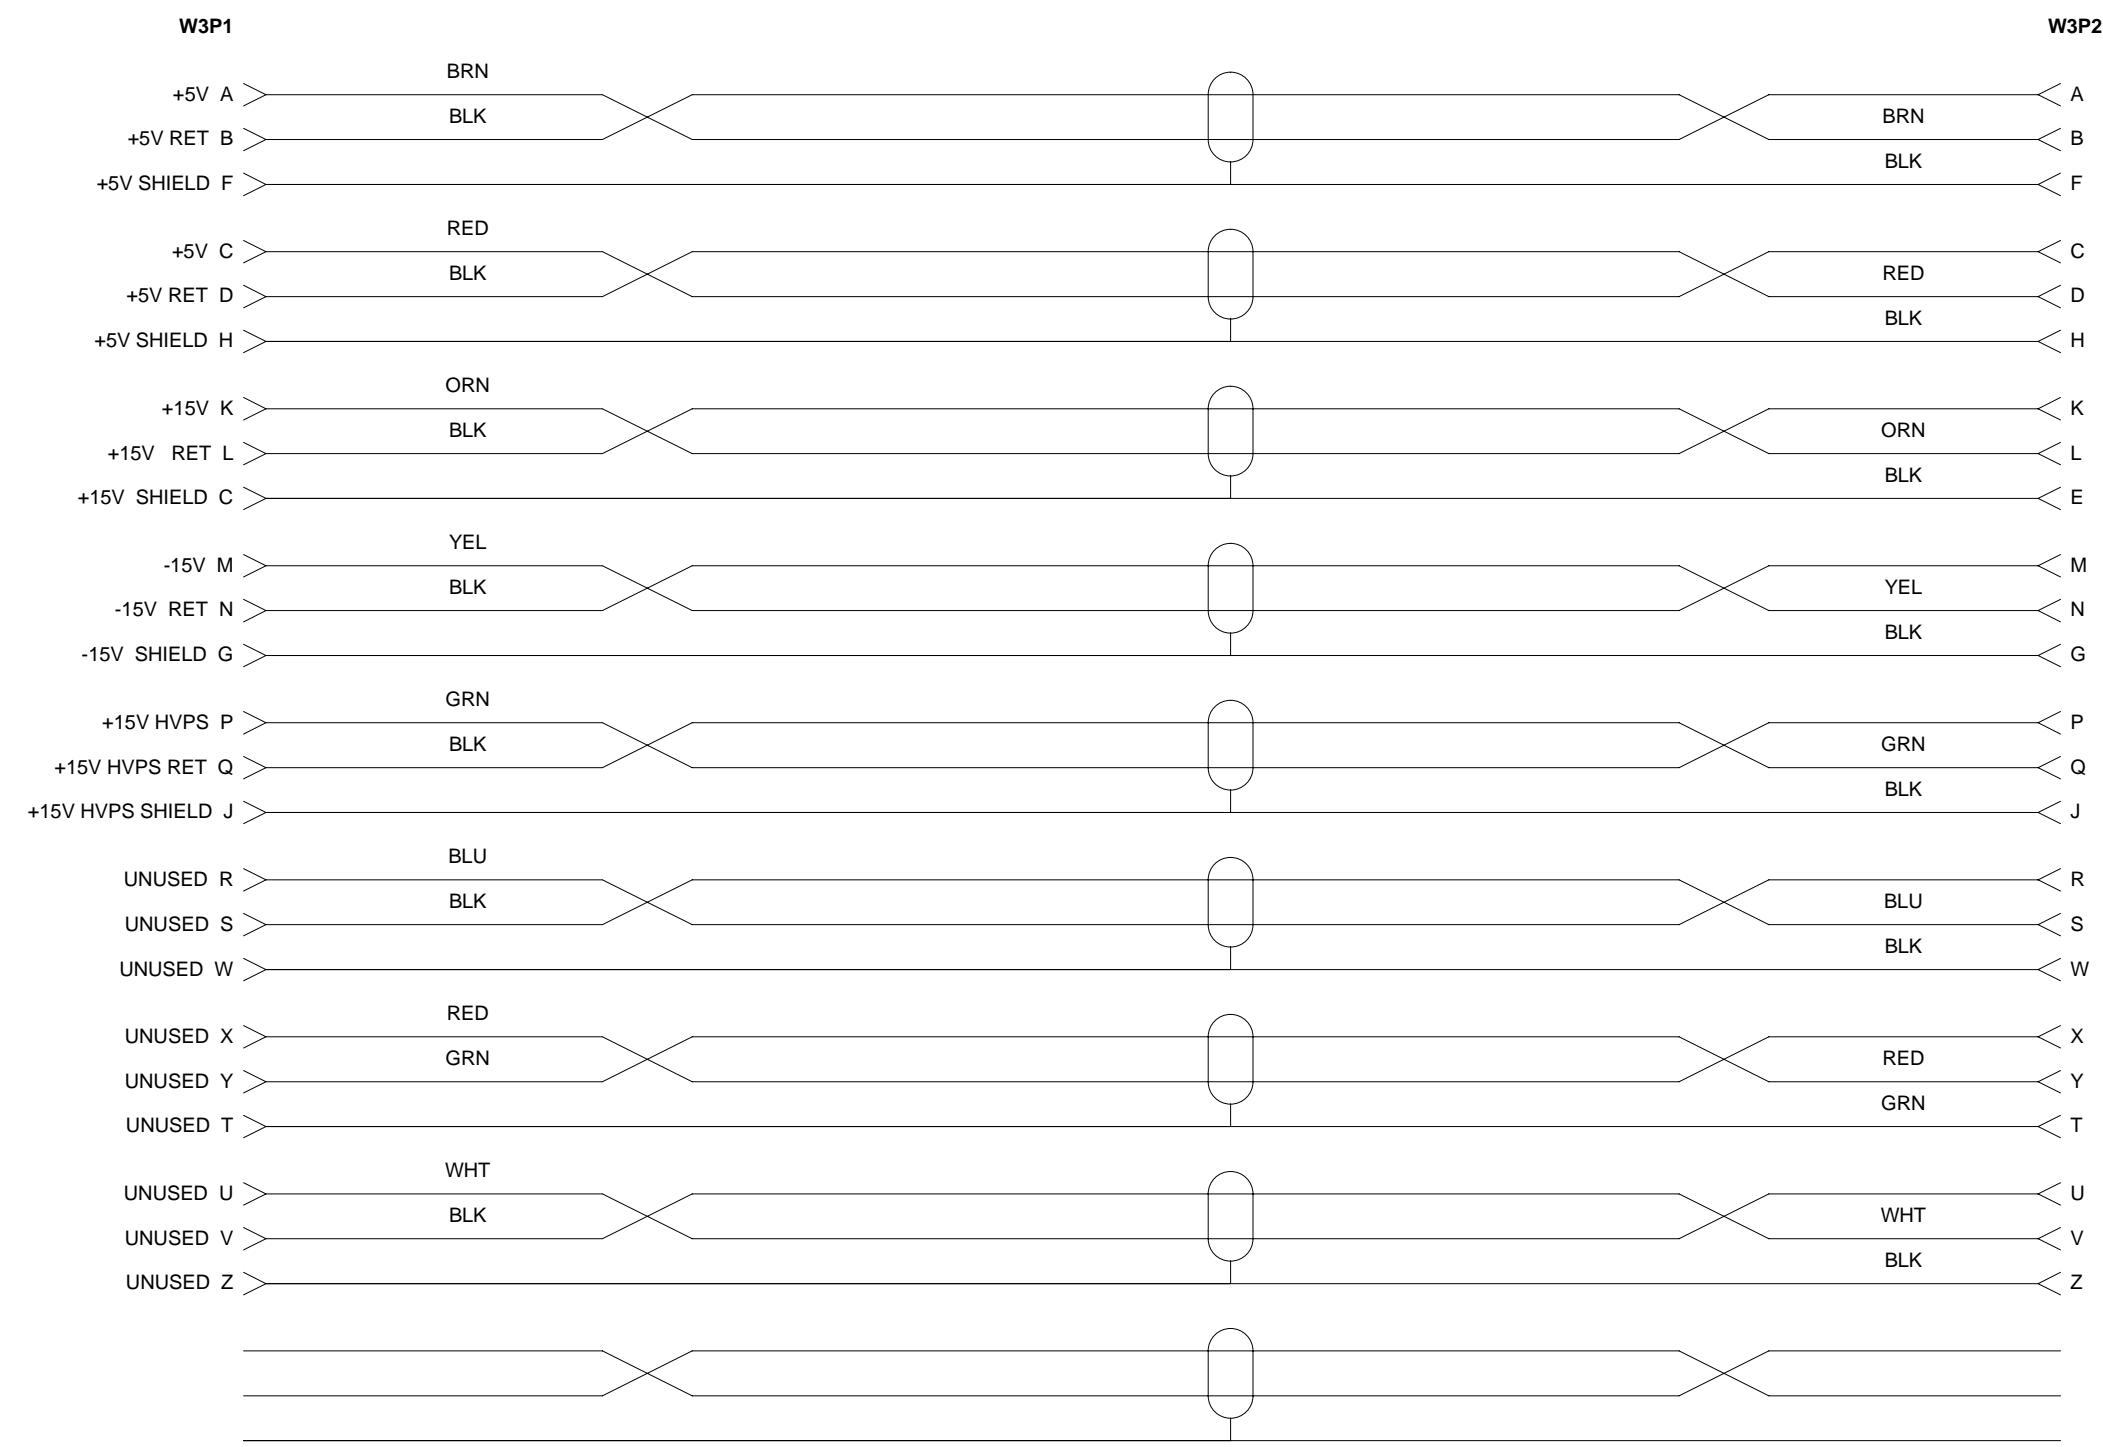 W3P1 W3P2
BRN
+5V A A
BLK BRN
+5V RET B B
BLK
+5V SHIELD F F
RED
+5V C C
BLK RED
+5V RET D D
BLK
+5V SHIELD H H
ORN
+15V K K
BLK ORN
+15V RET L L
BLK
+15V SHIELD C E
YEL
-15V M M
BLK YEL
-15V RET N N
BLK
-15V SHIELD G G
GRN
+15V HVPS P P
BLK GRN
+15V HVPS RET Q Q
BLK
+15V HVPS SHIELD J J
BLU
UNUSED R R
BLK BLU
UNUSED S S
BLK
UNUSED W W
RED
UNUSED X X
GRN RED
UNUSED Y Y
GRN
UNUSED T T
WHT
UNUSED U U
BLK WHT
UNUSED V V
BLK
UNUSED Z Z